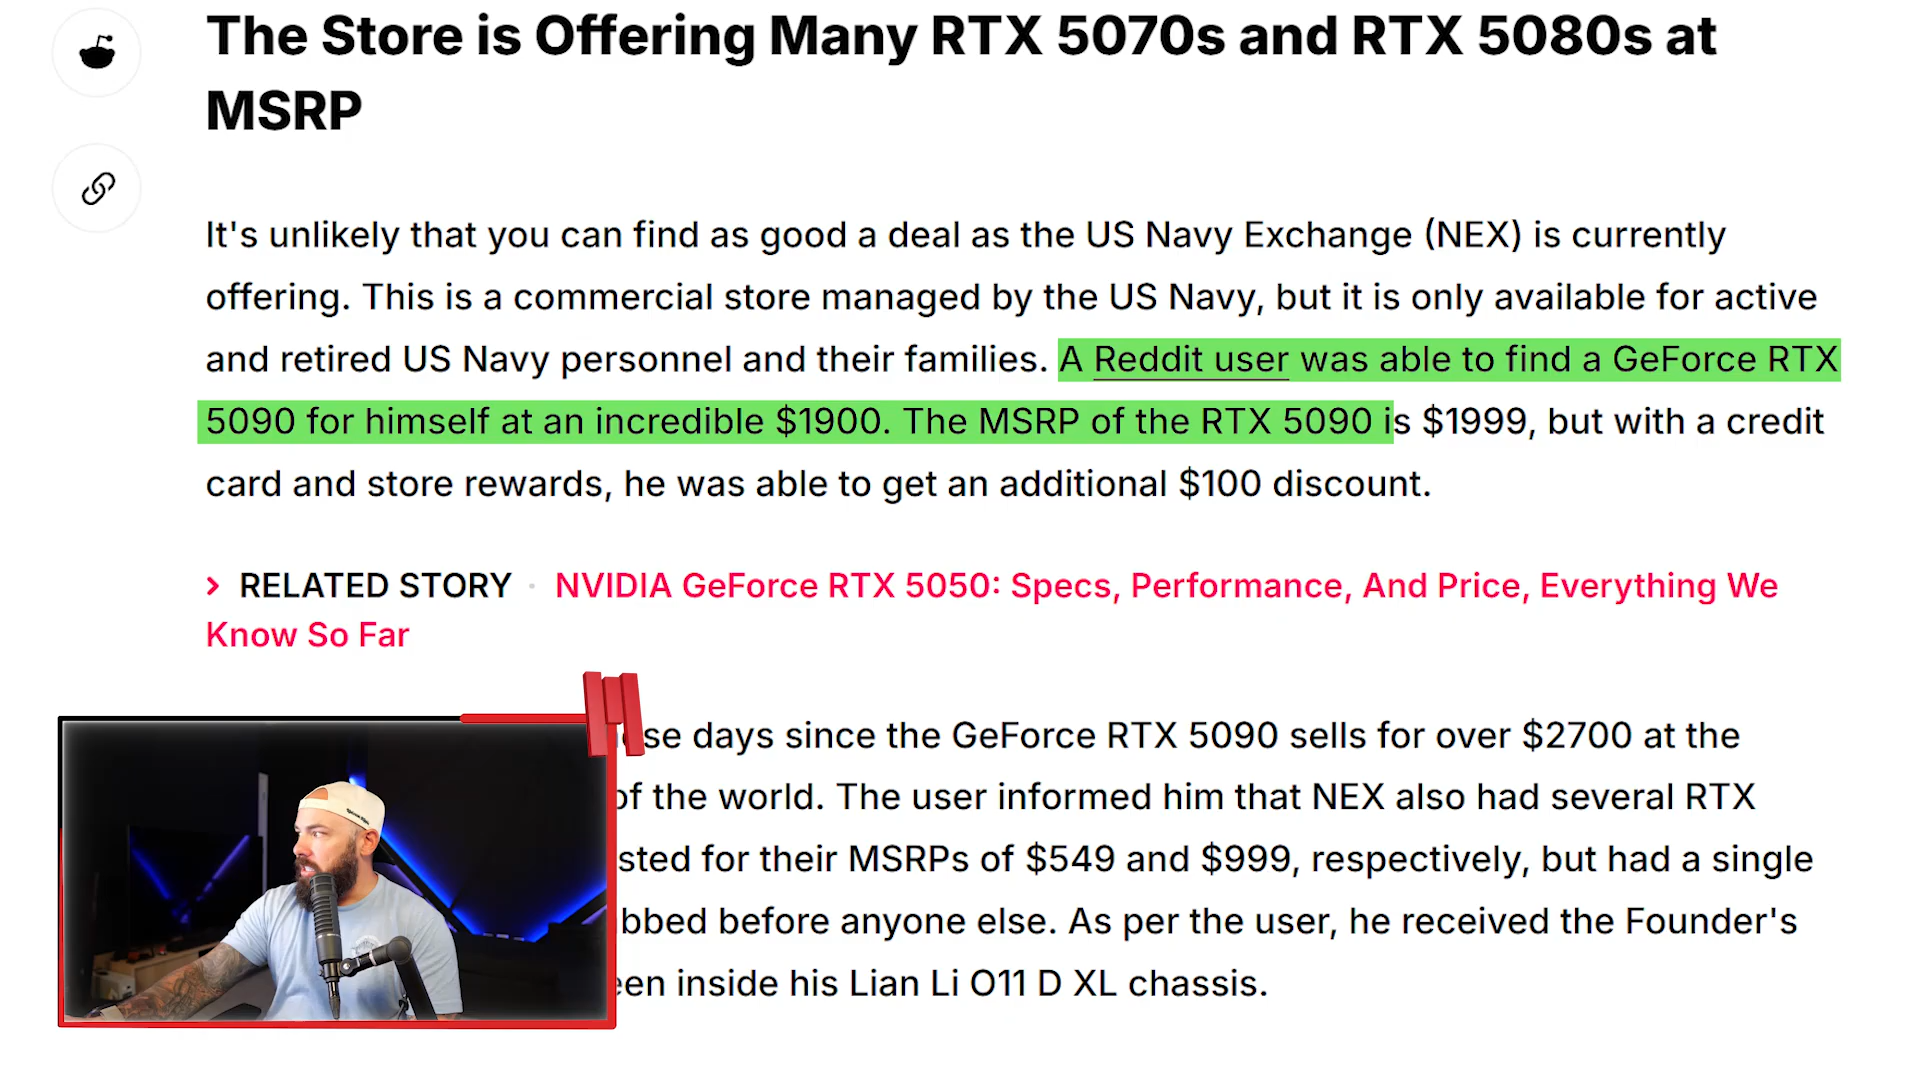 The Store is Offering Many RTX 5070s and RTX 5080s at
MSRP
It's unlikely that you can find as good a deal as the US Navy Exchange (NEX) is currently
offering. This is a commercial store managed by the US Navy, but it is only available for active
and retired US Navy personnel and their families. A Reddit user was able to find a GeForce RTX
5090 for himself at an incredible $1900. The MSRP of the RTX 5090 is $1999, but with a credit
card and store rewards, he was able to get an additional $100 discount.
RELATED STORY · NVIDIA GeForce RTX 5050: Specs, Performance, And Price, Everything We
Know So Far
days since the GeForce RTX 5090 sells for over $2700 at the
of the world. The user informed him that NEX also had several RTX
for their MSRPs of $549 and $999, respectively, but had a single
before anyone else. As per the user, he received the Founder's
inside his Lian Li O11 D XL chassis.